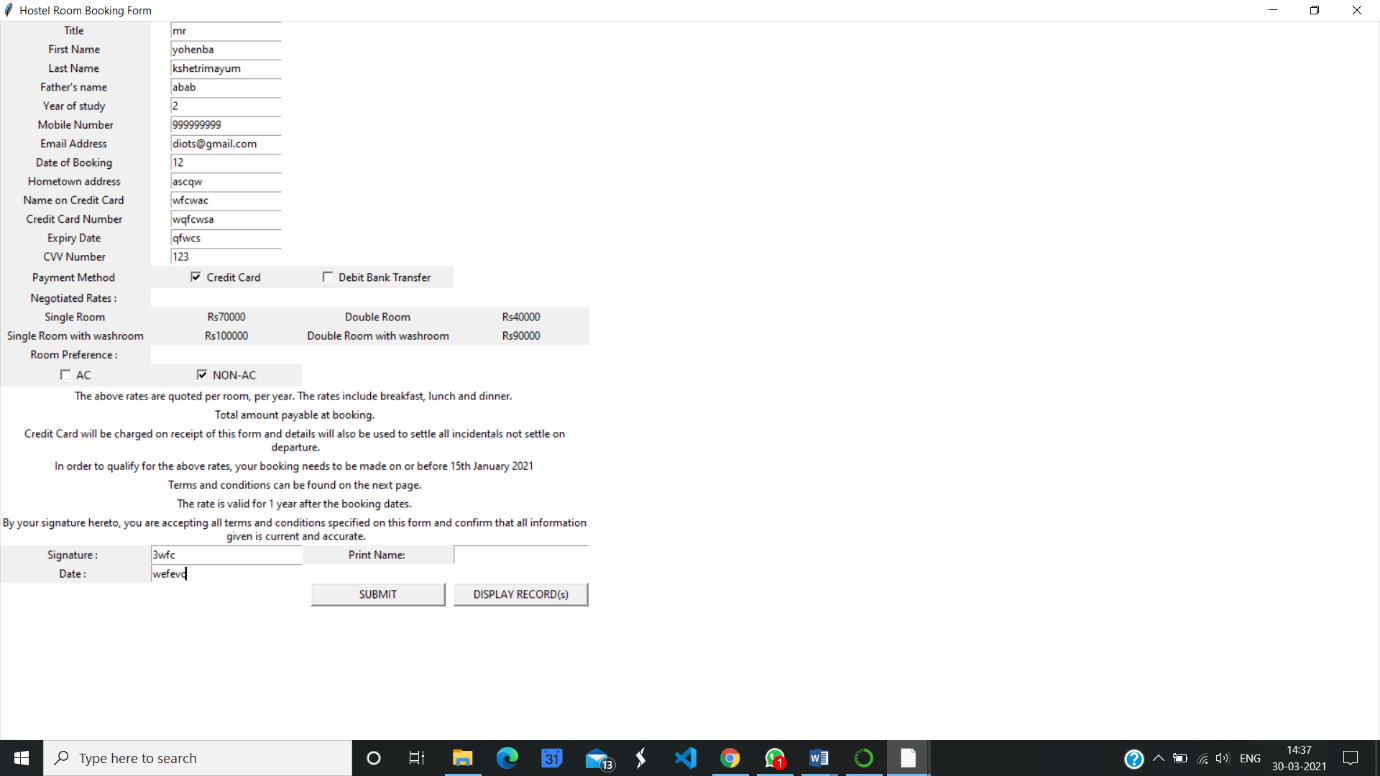 Hostel Room Booking Form
Title mr
First Name yohenba
Last Name kshetrimayum
Father's name abab
Year of study 2
Mobile Number 999999999
Email Address diots@gmail.com
Date of Booking 12
Hometown address ascqw
Name on Credit Card wfcwac
Credit Card Number wqfcwsa
Expiry Date qfwcs
CVV Number 123
Payment Method Credit Card Debit Bank Transfer
Negotiated Rates :
Single Room Rs70000 Double Room Rs40000
Single Room with washroom Rs100000 Double Room with washroom Rs90000
Room Preference :
AC NON-AC
The above rates are quoted per room, per year. The rates include breakfast, lunch and dinner.
Total amount payable at booking.
Credit Card will be charged on receipt of this form and details will also be used to settle all incidentals not settle on
departure.
In order to qualify for the above rates, your booking needs to be made on or before 15th January 2021
Terms and conditions can be found on the next page.
The rate is valid for 1 year after the booking dates.
By your signature hereto, you are accepting all terms and conditions specified on this form and confirm that all information
given is current and accurate.
Signature : 3wfc Print Name:
Date : wefevc
SUBMIT DISPLAY RECORD(s)
Type here to search 31 13 1 ENG 14:37
30-03-2021